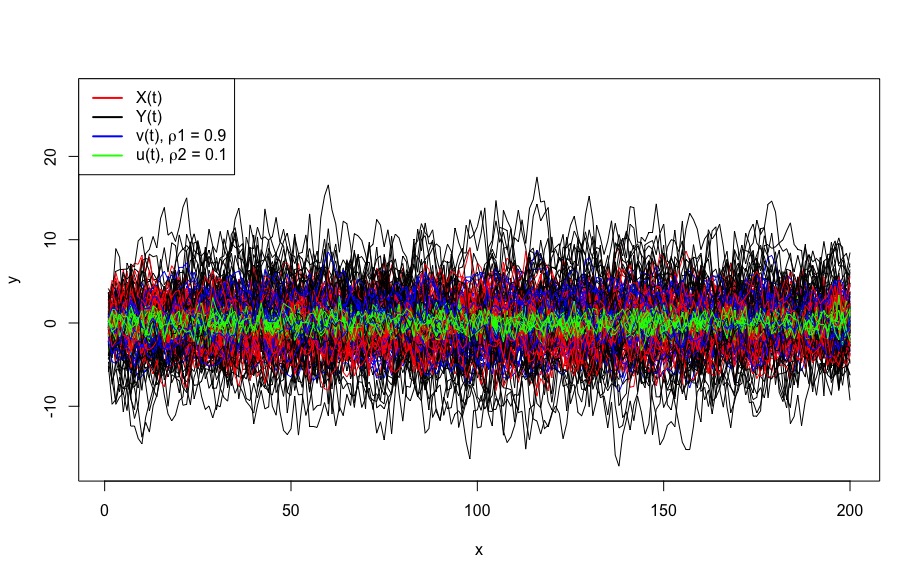 X(t)
Y(t)
v(t), ρ1 = 0.9
u(t), ρ2 = 0.1
20
10
0
-10
y
0 50 100 150 200
x